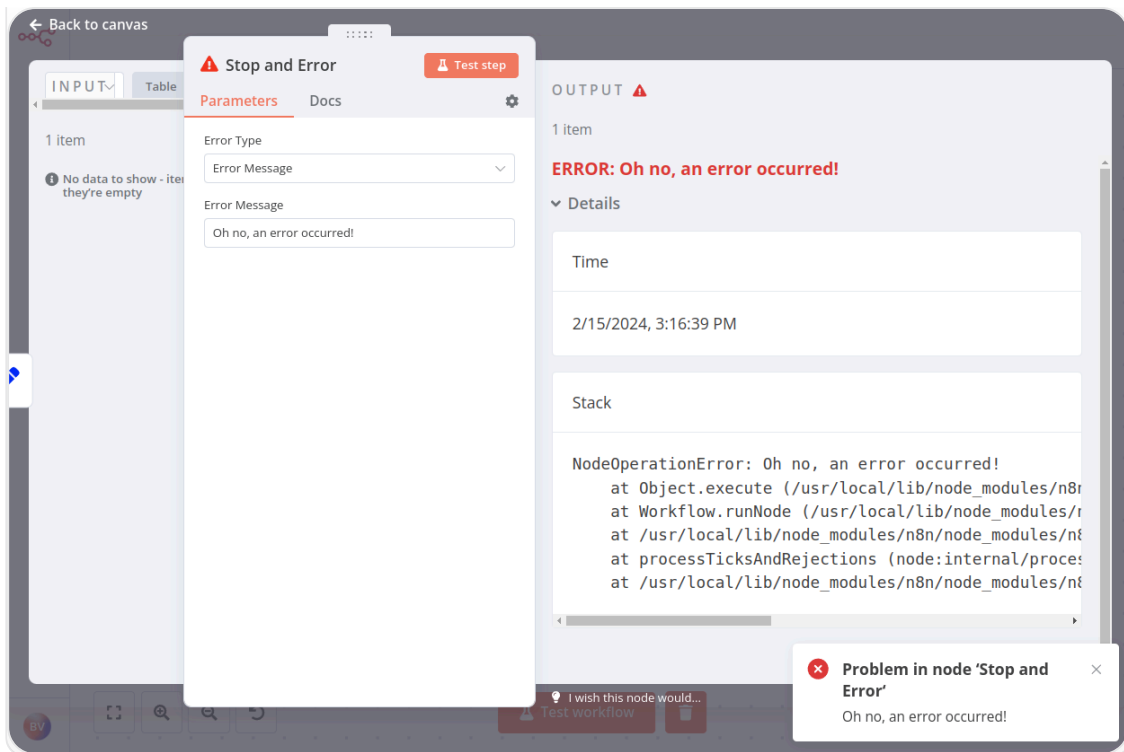 Back to canvas
INPUT
Table
1 item
No data to show - iter
they're empty
Stop and Error
Test step
Parameters
Docs
Error Type
Error Message
Error Message
Oh no, an error occurred!
OUTPUT
1 item
ERROR: Oh no, an error occurred!
Details
Time
2/15/2024, 3:16:39 PM
Stack
NodeOperationError: Oh no, an error occurred!
at Object.execute (/usr/local/lib/node_modules/n8n
at Workflow.runNode (/usr/local/lib/node_modules/
at /usr/local/lib/node_modules/n8n/node_modules/n8
at processTicksAndRejections (node:internal/proces
at /usr/local/lib/node_modules/n8n/node_modules/n8
I wish this node would...
Test workflow
BV
Problem in node ‘Stop and
Error’
Oh no, an error occurred!